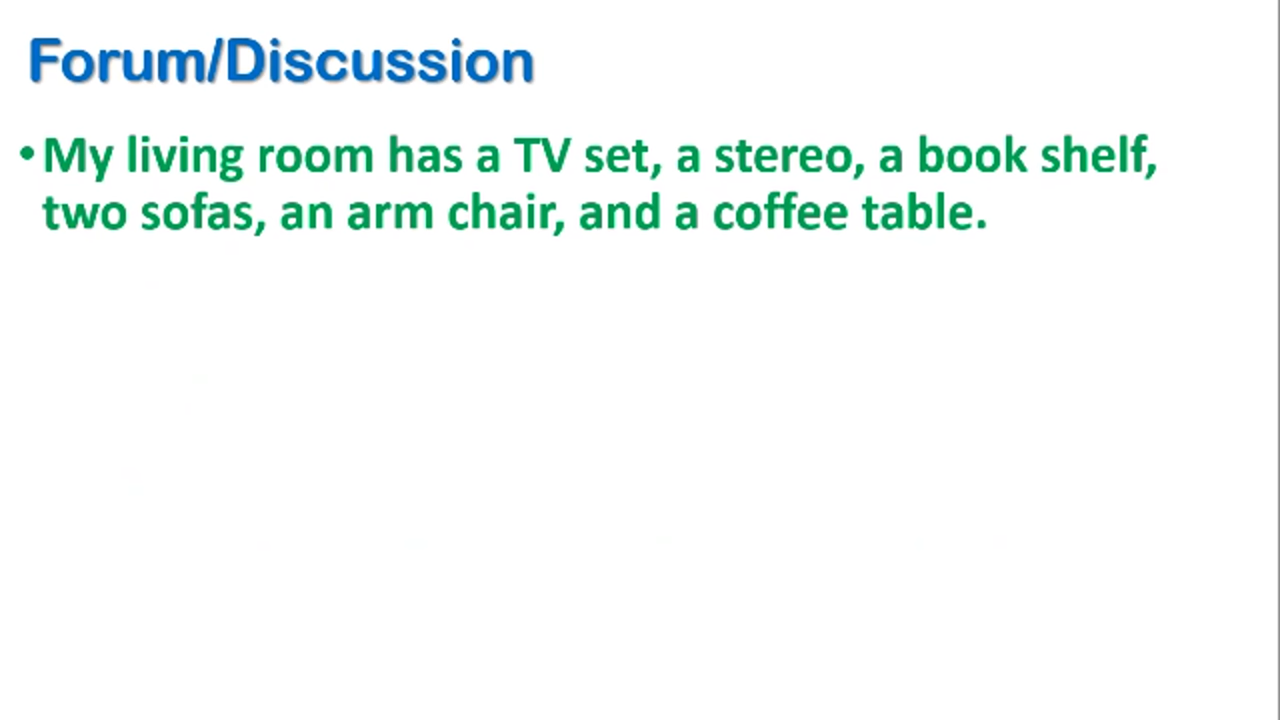 Forum/Discussion
•My living room has a TV set, a stereo, a book shelf,
two sofas, an arm chair, and a coffee table.